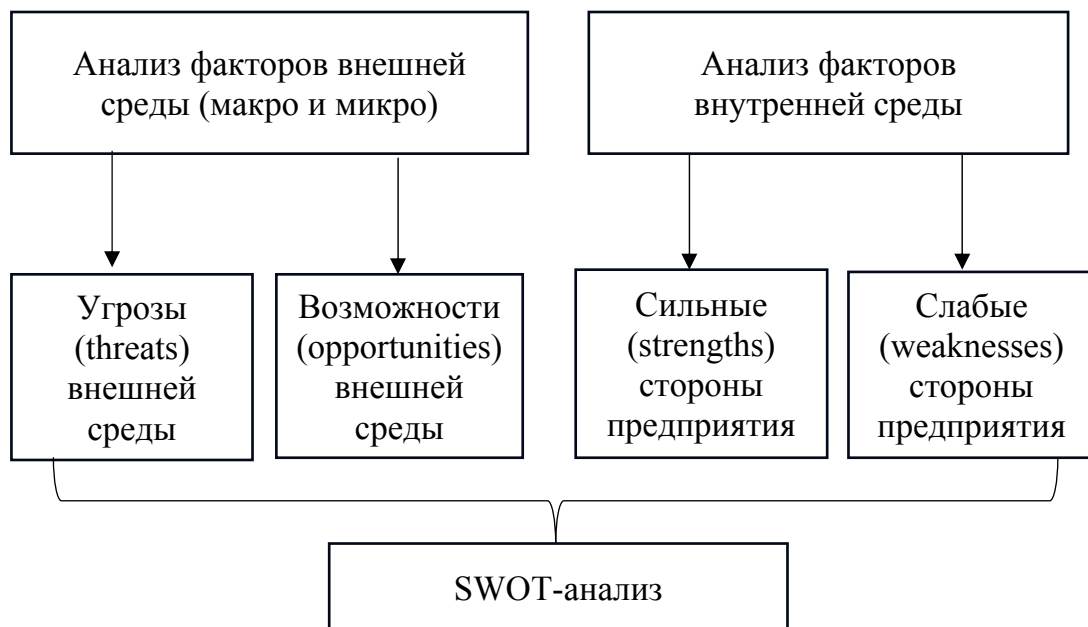 Анализ факторов внешней
среды (макро и микро)
Анализ факторов
внутренней среды
Угрозы
(threats)
внешней
среды
Возможности
(opportunities)
внешней
среды
Сильные
(strengths)
стороны
предприятия
Слабые
(weaknesses)
стороны
предприятия
SWOT-анализ